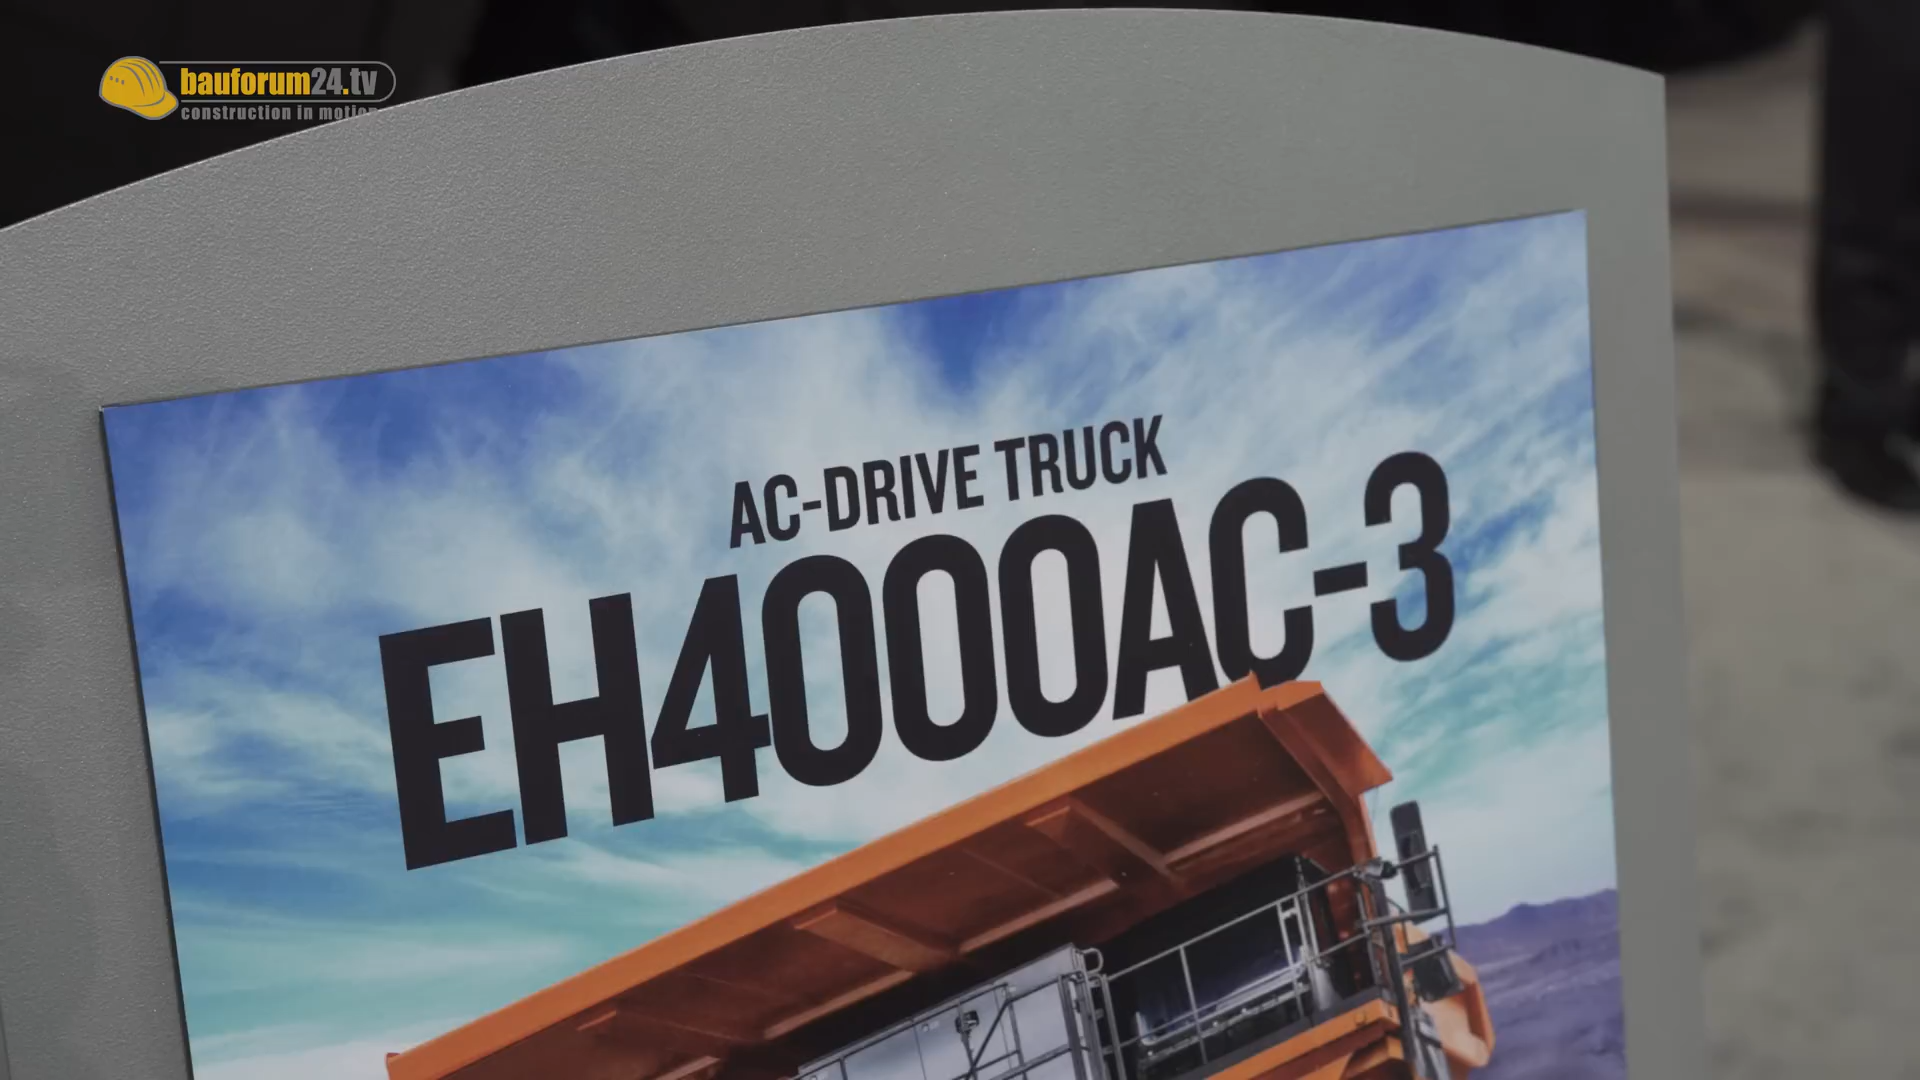 bauforum24.tv
construction in motion
AC-DRIVE TRUCK
EH4000AC-3